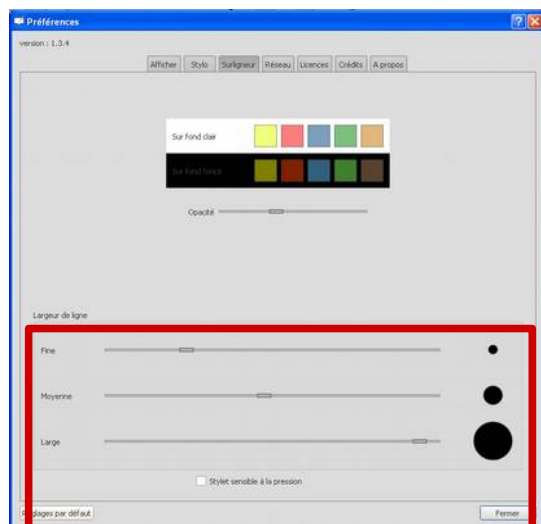 Préférences
version : 1.3.4
Afficher Stylo Surligneur Réseau Licences Crédits A propos
Sur fond clair
Sur fond foncé
Opacité
Largeur de ligne
Fine
Moyenne
Large
Stylet sensible à la pression
Réglages par défaut Fermer